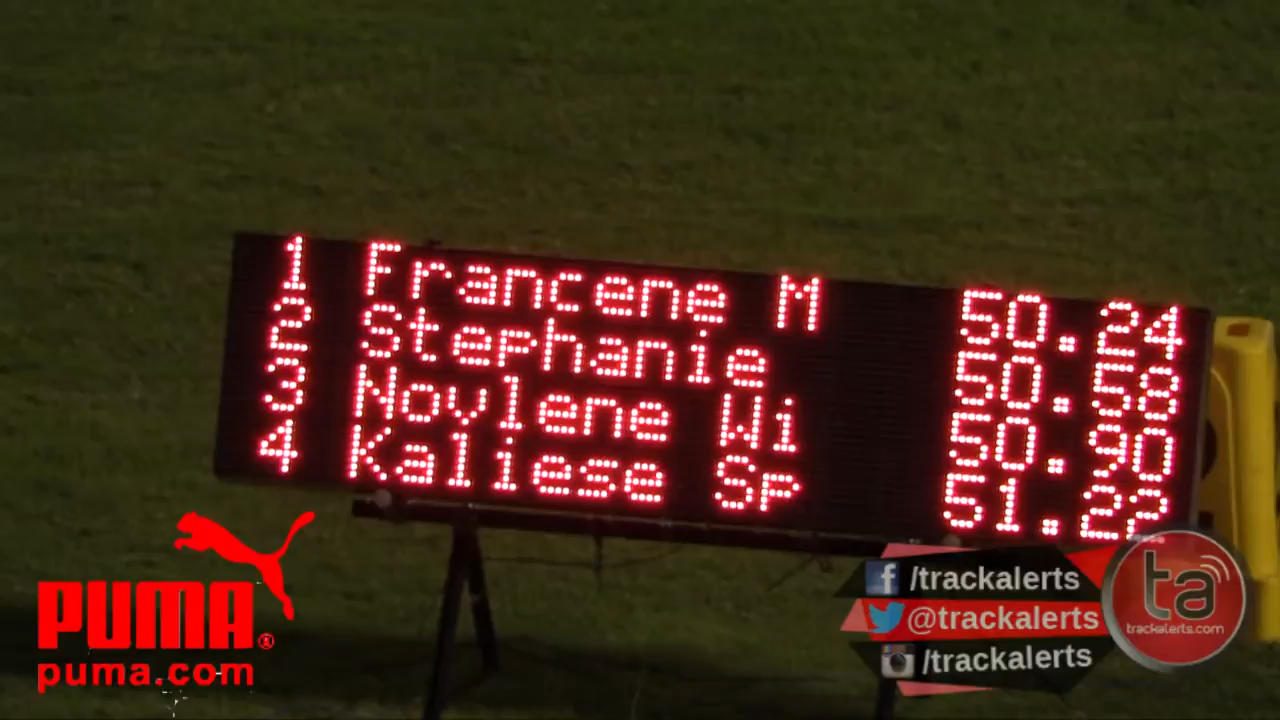 1 Francene M 50.24
2 Stephanie 50.58
3 Novlene Wi 50.90
4 Kaliese Sp 51.22
PUMA®
puma.com
f /trackalerts
@trackalerts
/trackalerts
ta
trackalerts.com